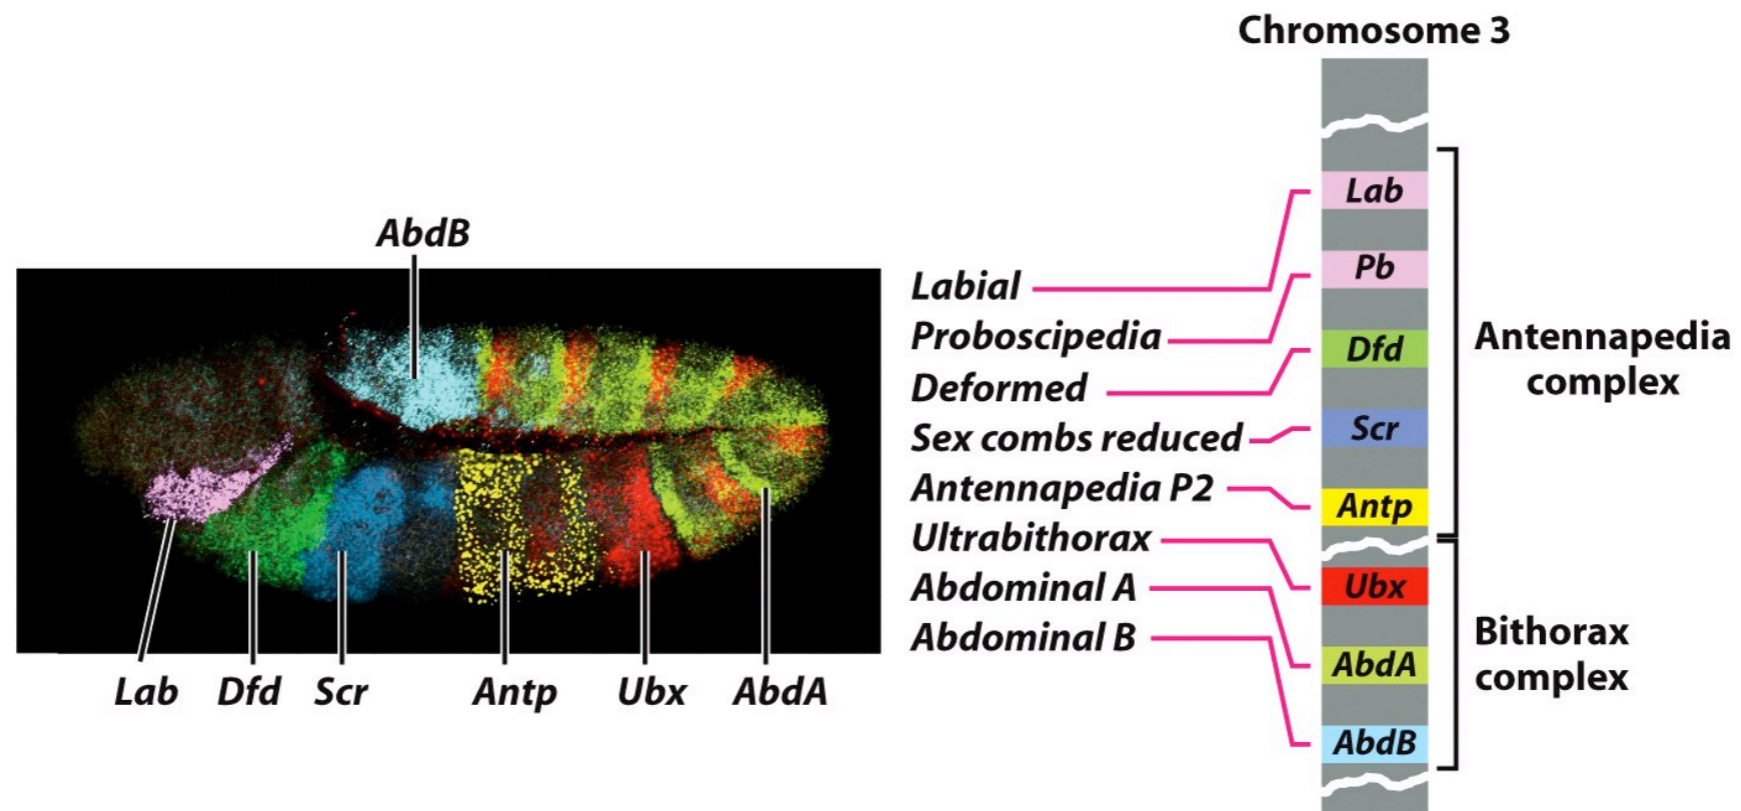 Chromosome 3
AbdB
Lab Dfd Scr Antp Ubx AbdA
Labial
Proboscipedia
Deformed
Sex combs reduced
Antennapedia P2
Ultrabithorax
Abdominal A
Abdominal B
Lab
Pb
Dfd
Scr
Antp
Ubx
AbdA
AbdB
Antennapedia
complex
Bithorax
complex